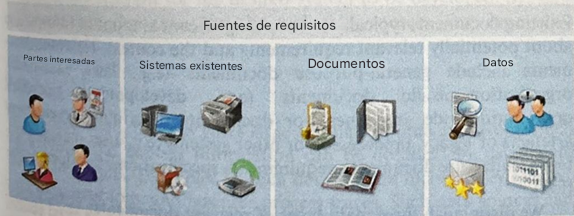 Fuentes de requisitos
Partes interesadas
Sistemas existentes
Documentos
Datos